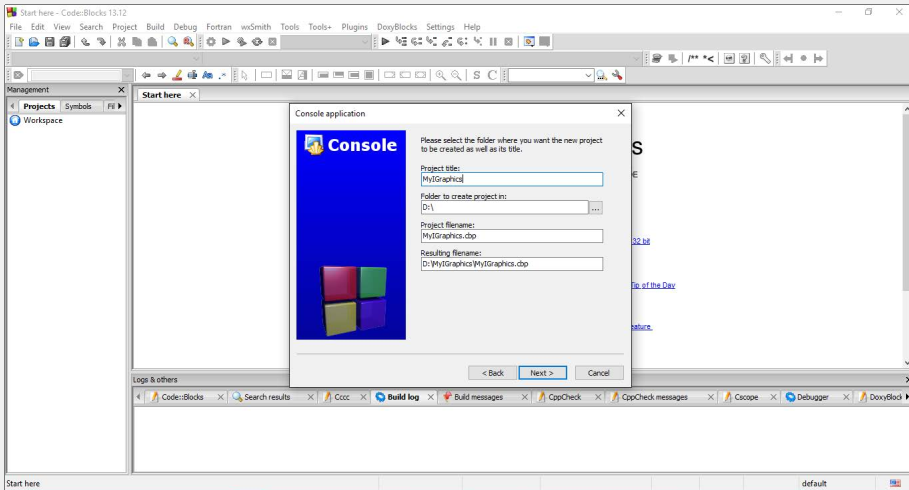 Start here - Code::Blocks 13.12
File Edit View Search Project Build Debug Fortran wxSmith Tools Tools+ Plugins DoxyBlocks Settings Help
/** *<
S C
Management
Projects Symbols Fil
Workspace
Start here
Console application
Console
Please select the folder where you want the new project
to be created as well as its title.
Project title:
MyIGraphics
Folder to create project in:
D:\
...
Project filename:
MyIGraphics.cbp
Resulting filename:
D:\MyIGraphics\MyIGraphics.cbp
< Back Next > Cancel
S
32 bit
Tip of the Day
eature
Logs & others
Code::Blocks Search results Cccc Build log Build messages CppCheck CppCheck messages Cscope Debugger DoxyBlock
Start here default